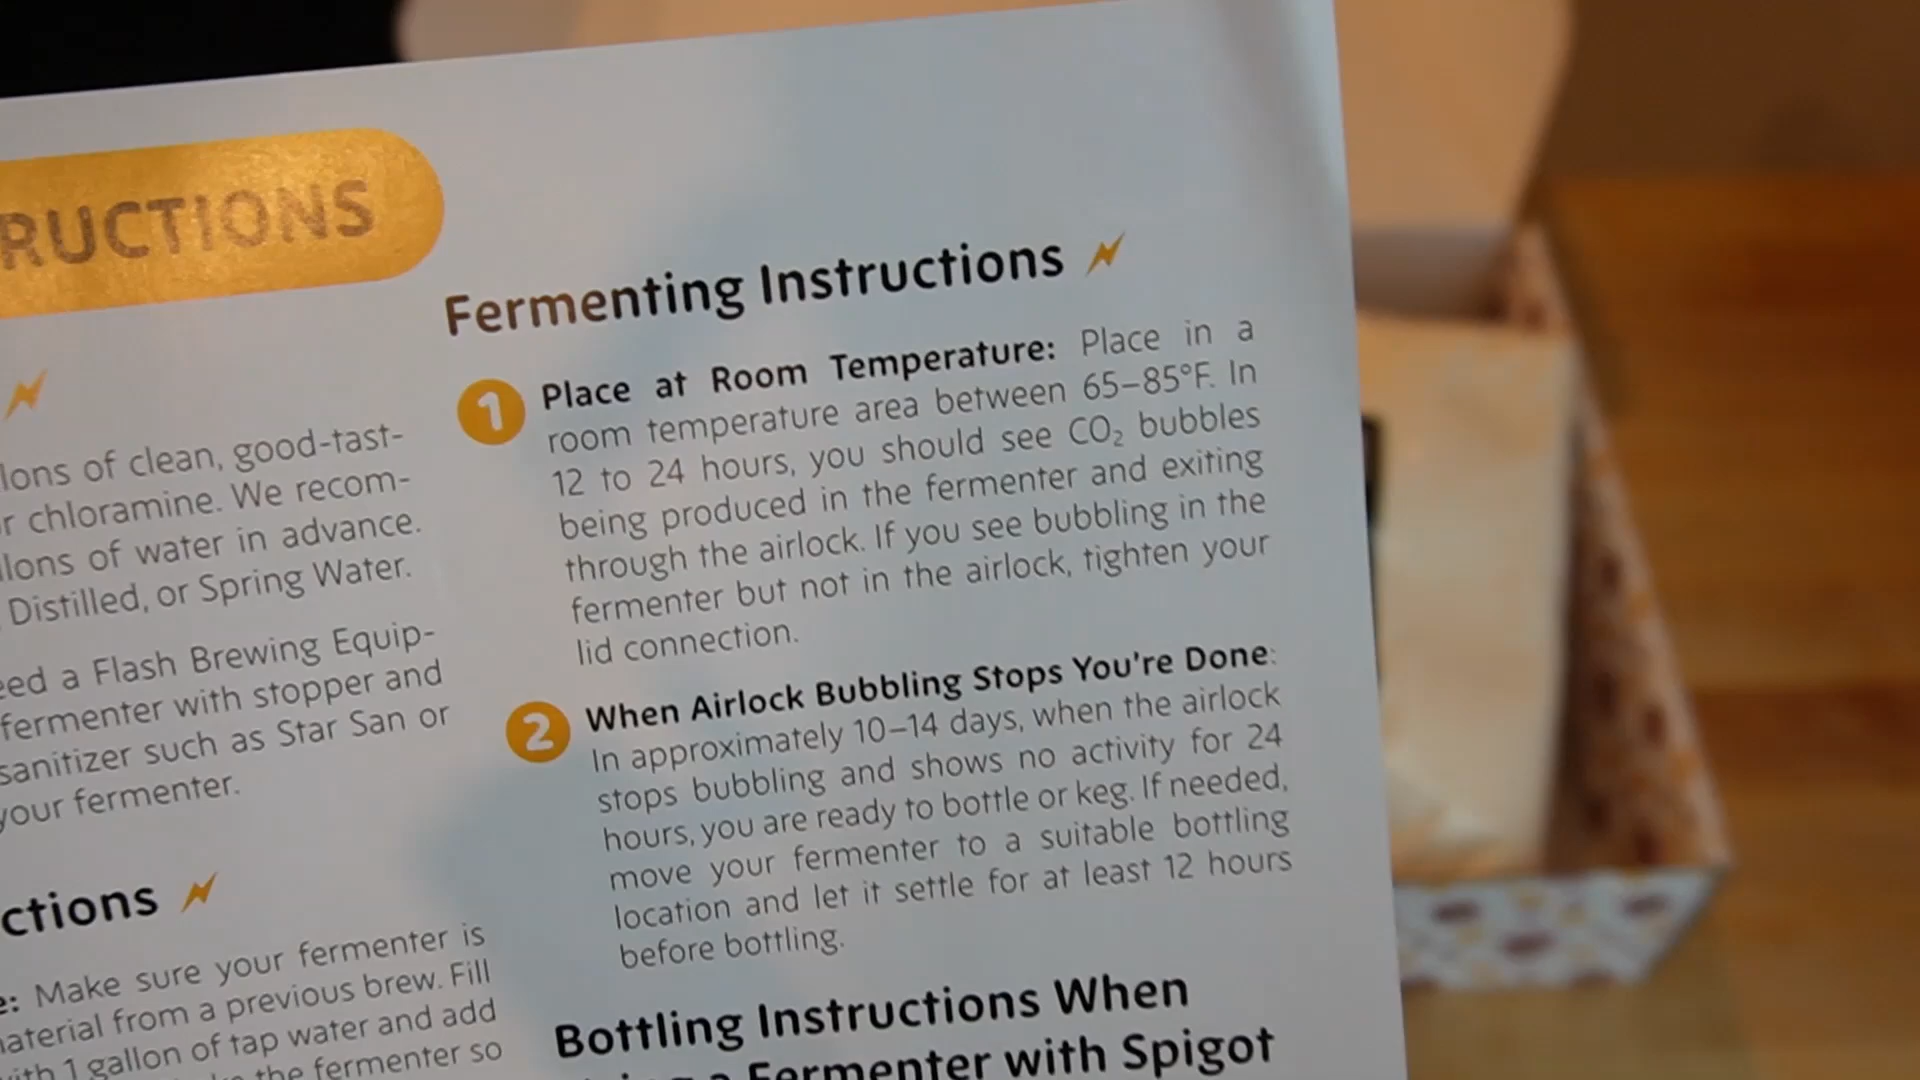 RUCTIONS
lons of clean, good-tast-
r chloramine. We recom-
lons of water in advance.
Distilled, or Spring Water.
eed a Flash Brewing Equip-
fermenter with stopper and
sanitizer such as Star San or
your fermenter.
ctions
e: Make sure your fermenter is
material from a previous brew. Fill
with 1 gallon of tap water and add
the fermenter so
Fermenting Instructions
1 Place at Room Temperature: Place in a
room temperature area between 65–85°F. In
12 to 24 hours, you should see CO₂ bubbles
being produced in the fermenter and exiting
through the airlock. If you see bubbling in the
fermenter but not in the airlock, tighten your
lid connection.
2 When Airlock Bubbling Stops You're Done:
In approximately 10–14 days, when the airlock
stops bubbling and shows no activity for 24
hours, you are ready to bottle or keg. If needed,
move your fermenter to a suitable bottling
location and let it settle for at least 12 hours
before bottling.
Bottling Instructions When
a Fermenter with Spigot